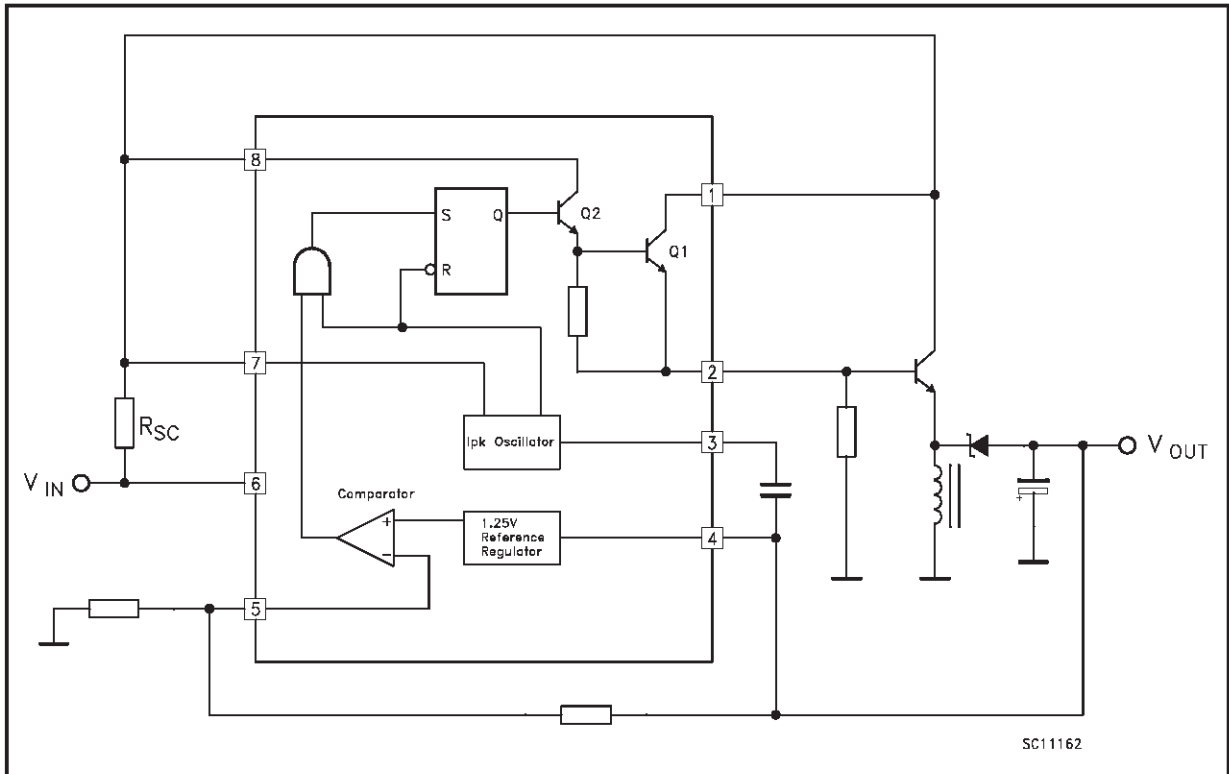 8
1
S
Q
Q2
Q1
R
7
2
RSC
Ipk Oscillator
3
VIN
6
VOUT
Comparator
+
1.25V
Reference
Regulator
4
+
−
5
SC11162